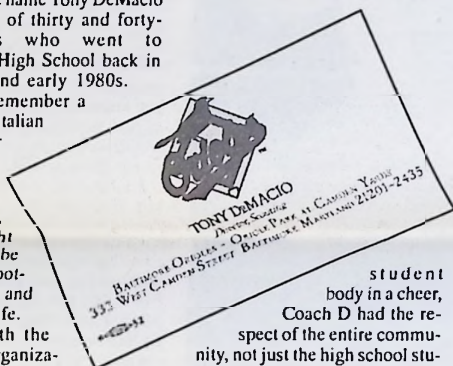 name Tony DeMacio
of thirty and forty-
who went to
High School back in
nd early 1980s.
emember a
talian
be
and
fe.
th the
rganiza-
Orioles
TONY DEMACIO
BALTIMORE ORIOLES - ORIOLE PARK AT CAMDEN YARDS
333 WEST CAMDEN STREET BALTIMORE MARYLAND 21201-2435
student
body in a cheer,
Coach D had the re-
spect of the entire commu-
nity, not just the high school stu-